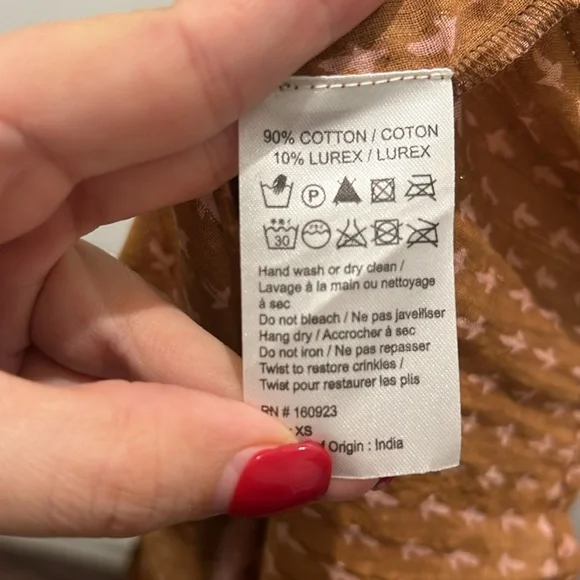 90% COTTON / COTON
10% LUREX / LUREX
P
30
Hand wash or dry clean /
Lavage à la main ou nettoyage
à sec
Do not bleach / Ne pas javelliser
Hang dry / Accrocher à sec
Do not iron / Ne pas repasser
Twist to restore crinkles /
Twist pour restaurer les plis
RN # 160923
XS
Origin : India